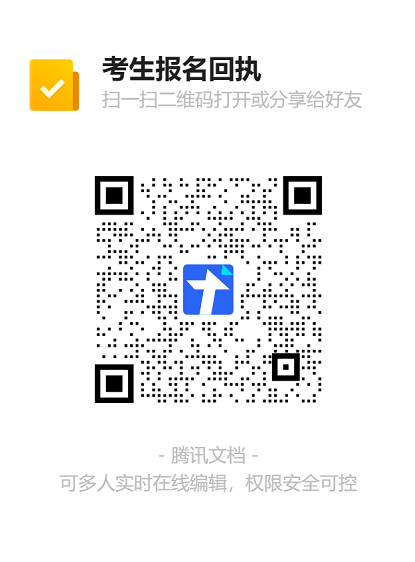 考生报名回执
扫一扫二维码打开或分享给好友
- 腾讯文档 -
可多人实时在线编辑，权限安全可控